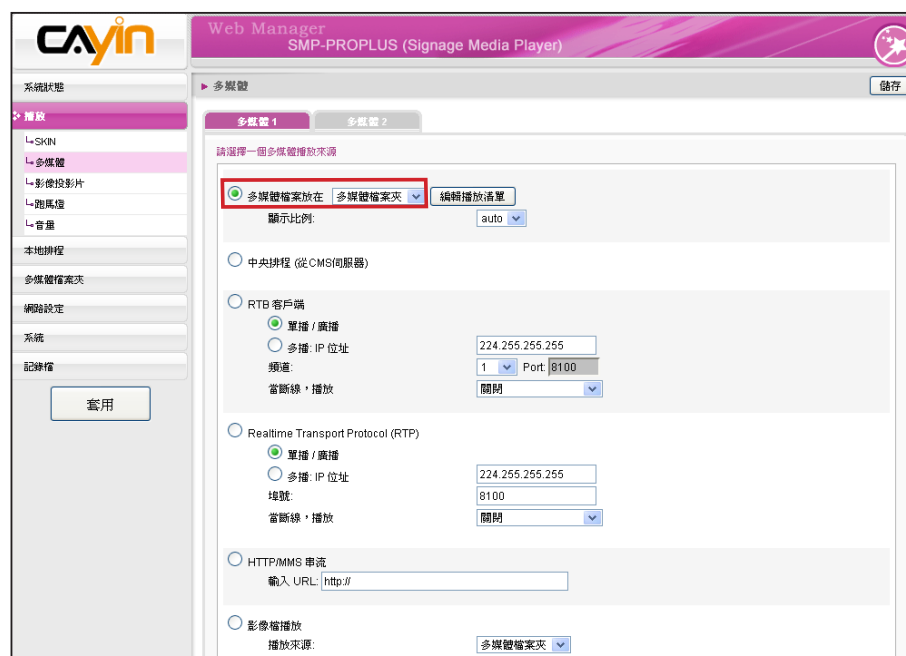 CAYIN
Web Manager
SMP-PROPLUS (Signage Media Player)
系統狀態
播放
SKIN
多媒體
影像投影片
跑馬燈
音量
本地排程
多媒體檔案夾
網路設定
系統
記錄檔
套用
多媒體
儲存
多媒體 1
多媒體 2
請選擇一個多媒體播放來源
多媒體檔案放在 多媒體檔案夾 編輯播放清單
顯示比例: auto
中央排程 (從CMS伺服器)
RTB 客戶端
單播 / 廣播
多播: IP 位址 224.255.255.255
頻道: 1 Port: 8100
當斷線，播放 關閉
Realtime Transport Protocol (RTP)
單播 / 廣播
多播: IP 位址 224.255.255.255
埠號: 8100
當斷線，播放 關閉
HTTP/MMS 串流
輸入 URL: http://
影像檔播放
播放來源: 多媒體檔案夾